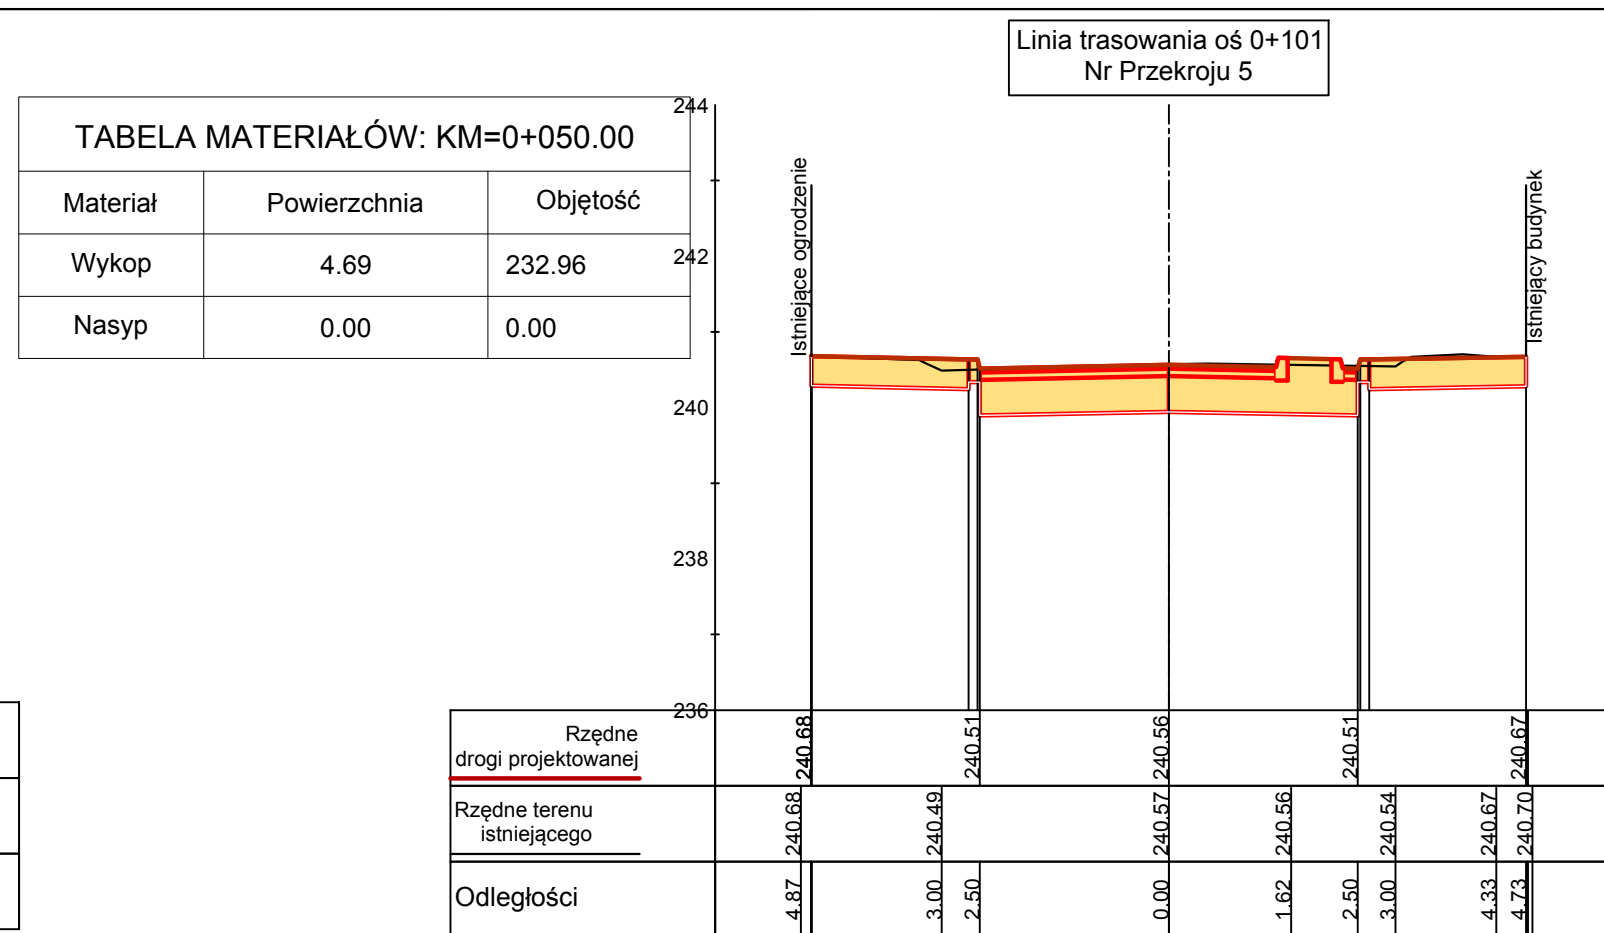 Linia trasowania oś 0+101
Nr Przekroju 5
TABELA MATERIAŁÓW: KM=0+050.00
Materiał Powierzchnia Objętość
Wykop 4.69 232.96
Nasyp 0.00 0.00
244
242
240
238
236
Istniejące ogrodzenie
Istniejący budynek
Rzędne
drogi projektowanej
240.68 240.51 240.56 240.51 240.67
Rzędne terenu
istniejącego
240.68 240.49 240.57 240.56 240.54 240.67 240.70
Odległości
4.87 3.00 2.50 0.00 1.62 2.50 3.00 4.33 4.73